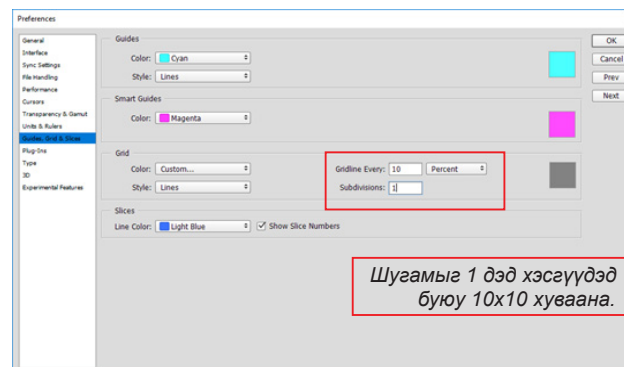 Preferences
General
Interface
Sync Settings
File Handling
Performance
Cursors
Transparency & Gamut
Units & Rulers
Guides, Grid & Slices
Plug-Ins
Type
3D
Experimental Features
Guides
Color: Cyan
Style: Lines
Smart Guides
Color: Magenta
Grid
Color: Custom...
Gridline Every: 10 Percent
Style: Lines
Subdivisions: 1
Slices
Line Color: Light Blue
Show Slice Numbers
OK
Cancel
Prev
Next
Шугамыг 1 дэд хэсгүүдэд
буюу 10x10 хуваана.